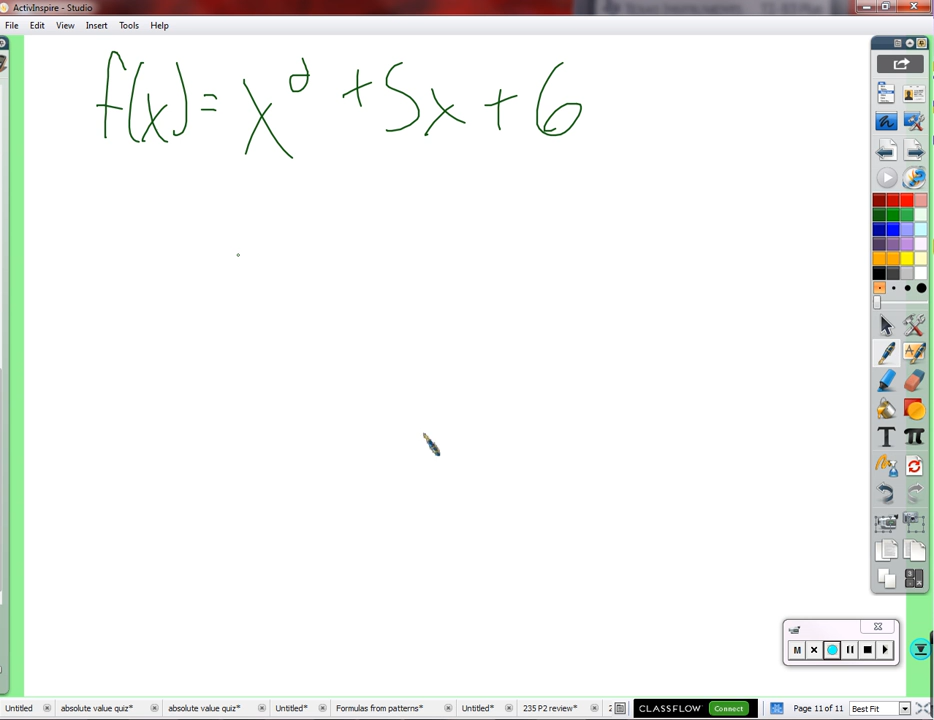 ActivInspire - Studio
File Edit View Insert Tools Help
f(x) = x² + 5x + 6
M
Untitled absolute value quiz* absolute value quiz* Untitled* Formulas from patterns* Untitled* 235 P2 review* 2 CLASSFLOW Connect Page 11 of 11 Best Fit